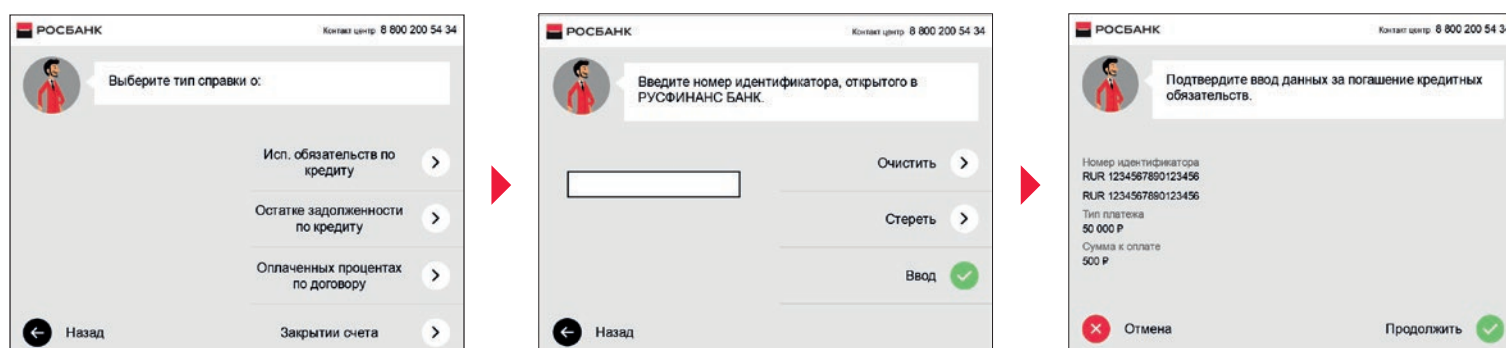 РОСБАНК
Контакт центр 8 800 200 54 34
Выберите тип справки о:
Исп. обязательств по
кредиту
Остатке задолженности
по кредиту
Оплаченных процентах
по договору
Назад
Закрытии счета
РОСБАНК
Контакт центр 8 800 200 54 34
Введите номер идентификатора, открытого в
РУСФИНАНС БАНК.
Очистить
Стереть
Ввод
Назад
РОСБАНК
Контакт центр 8 800 200 54 34
Подтвердите ввод данных за погашение кредитных
обязательств.
Номер идентификатора
RUR 1234567890123456
RUR 1234567890123456
Тип платежа
50 000 ₽
Сумма к оплате
500 ₽
Отмена
Продолжить